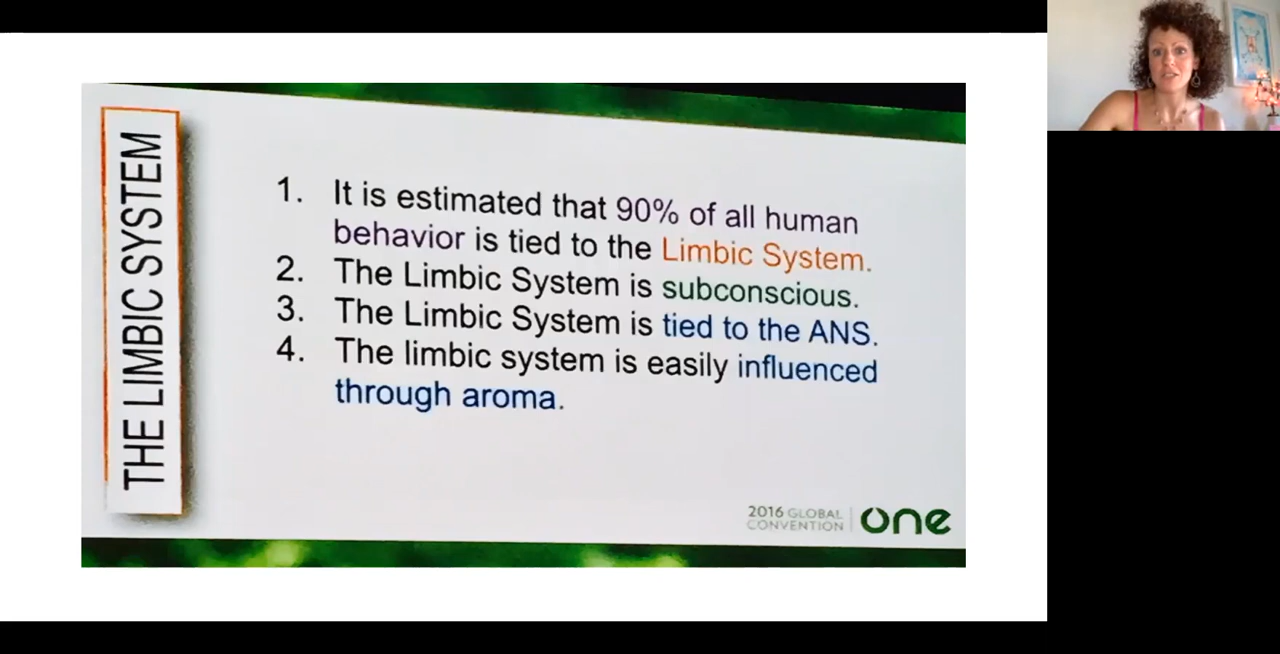 THE LIMBIC SYSTEM
1. It is estimated that 90% of all human
behavior is tied to the Limbic System.
2. The Limbic System is subconscious.
3. The Limbic System is tied to the ANS.
4. The limbic system is easily influenced
through aroma.
2016 GLOBAL
CONVENTION
one